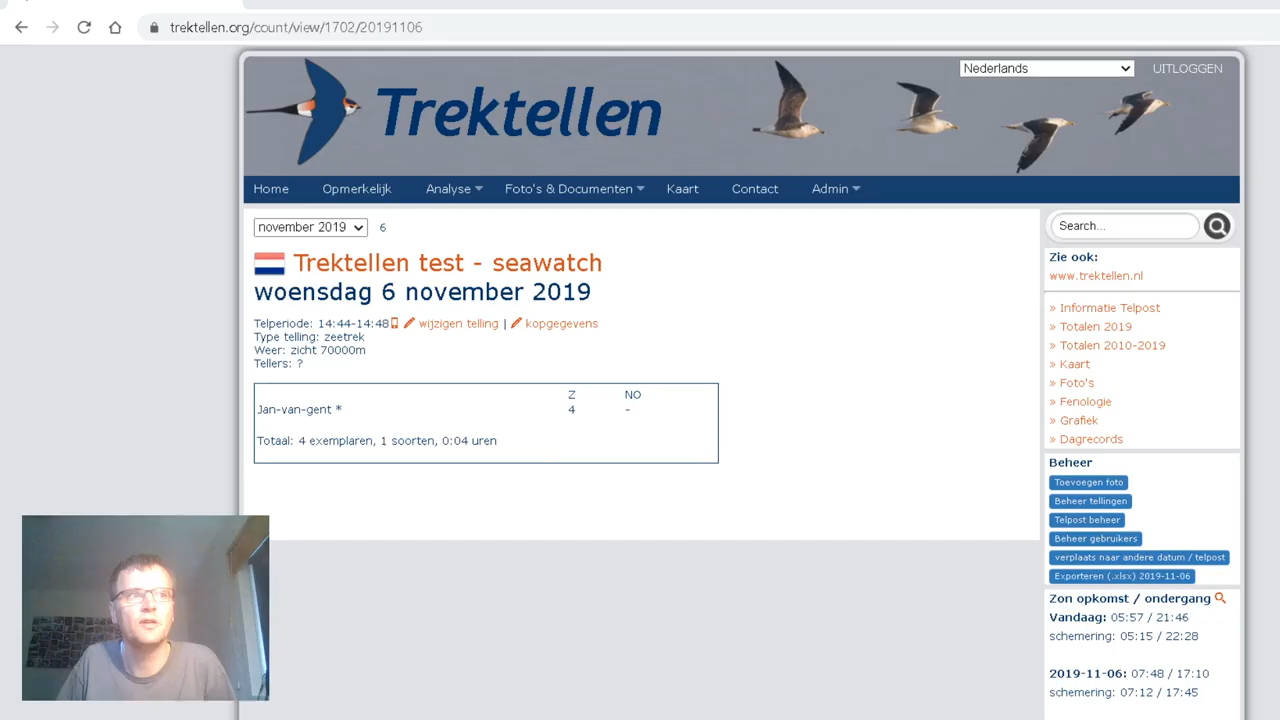 trektellen.org/count/view/1702/20191106
Nederlands
UITLOGGEN
Trektellen
Home Opmerkelijk Analyse Foto's & Documenten Kaart Contact Admin
november 2019 6
Trektellen test - seawatch
woensdag 6 november 2019
Telperiode: 14:44-14:48 wijzigen telling | kopgegevens
Type telling: zeetrek
Weer: zicht 70000m
Tellers: ?
Z NO
Jan-van-gent * 4 -
Totaal: 4 exemplaren, 1 soorten, 0:04 uren
Search...
Zie ook:
www.trektellen.nl
» Informatie Telpost
» Totalen 2019
» Totalen 2010-2019
» Kaart
» Foto's
» Fenologie
» Grafiek
» Dagrecords
Beheer
Toevoegen foto
Beheer tellingen
Telpost beheer
Beheer gebruikers
verplaats naar andere datum / telpost
Exporteren (.xlsx) 2019-11-06
Zon opkomst / ondergang
Vandaag: 05:57 / 21:46
schemering: 05:15 / 22:28
2019-11-06: 07:48 / 17:10
schemering: 07:12 / 17:45